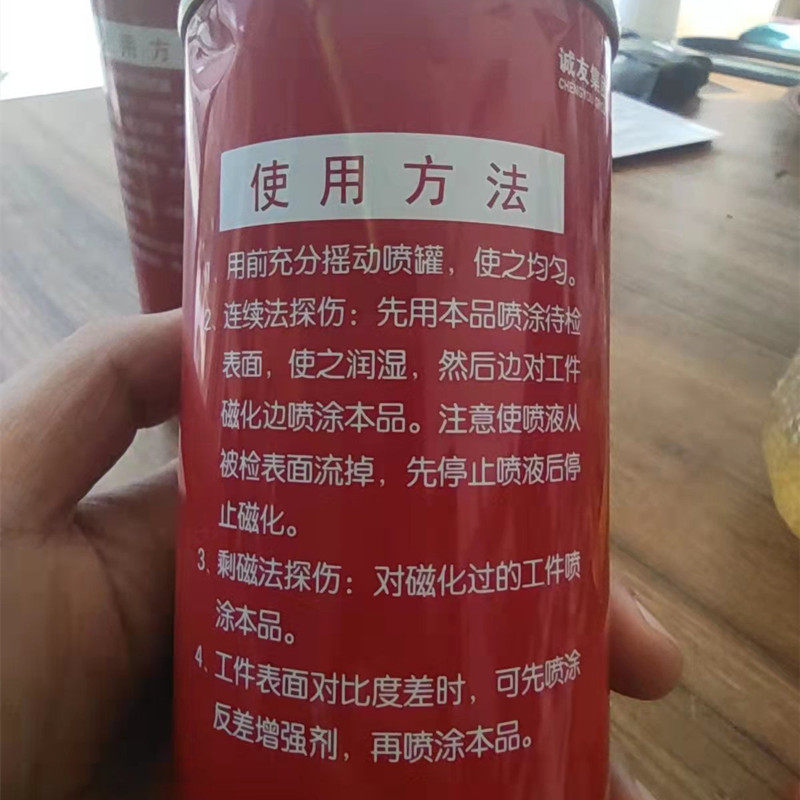 诚友集
使用方法
1、用前充分摇动喷罐，使之均匀。
2、连续法探伤：先用本品喷涂待检
表面，使之润湿，然后边对工件
磁化边喷涂本品。注意使喷液从
被检表面流掉，先停止喷液后停
止磁化。
3、剩磁法探伤：对磁化过的工件喷
涂本品。
4、工件表面对比度差时，可先喷涂
反差增强剂，再喷涂本品。
用方